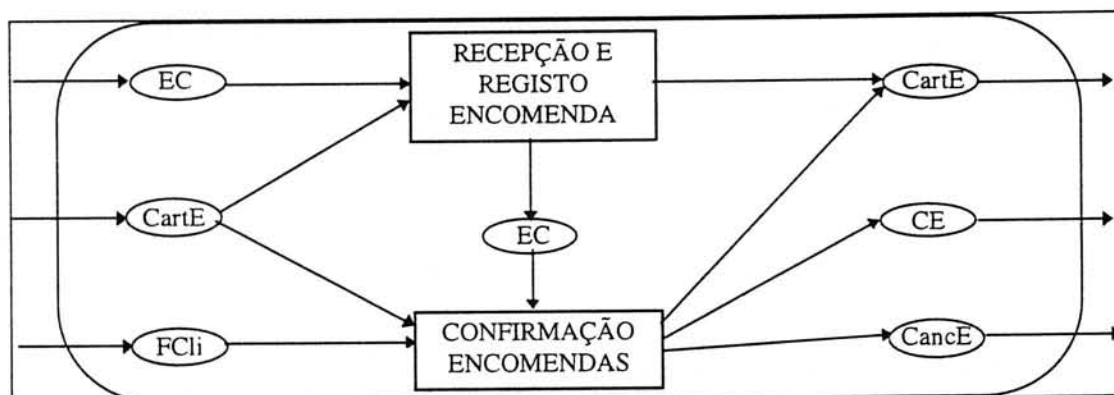 EC
RECEPÇÃO E
REGISTO
ENCOMENDA
CartE
CartE
EC
CE
FCli
CONFIRMAÇÃO
ENCOMENDAS
CancE